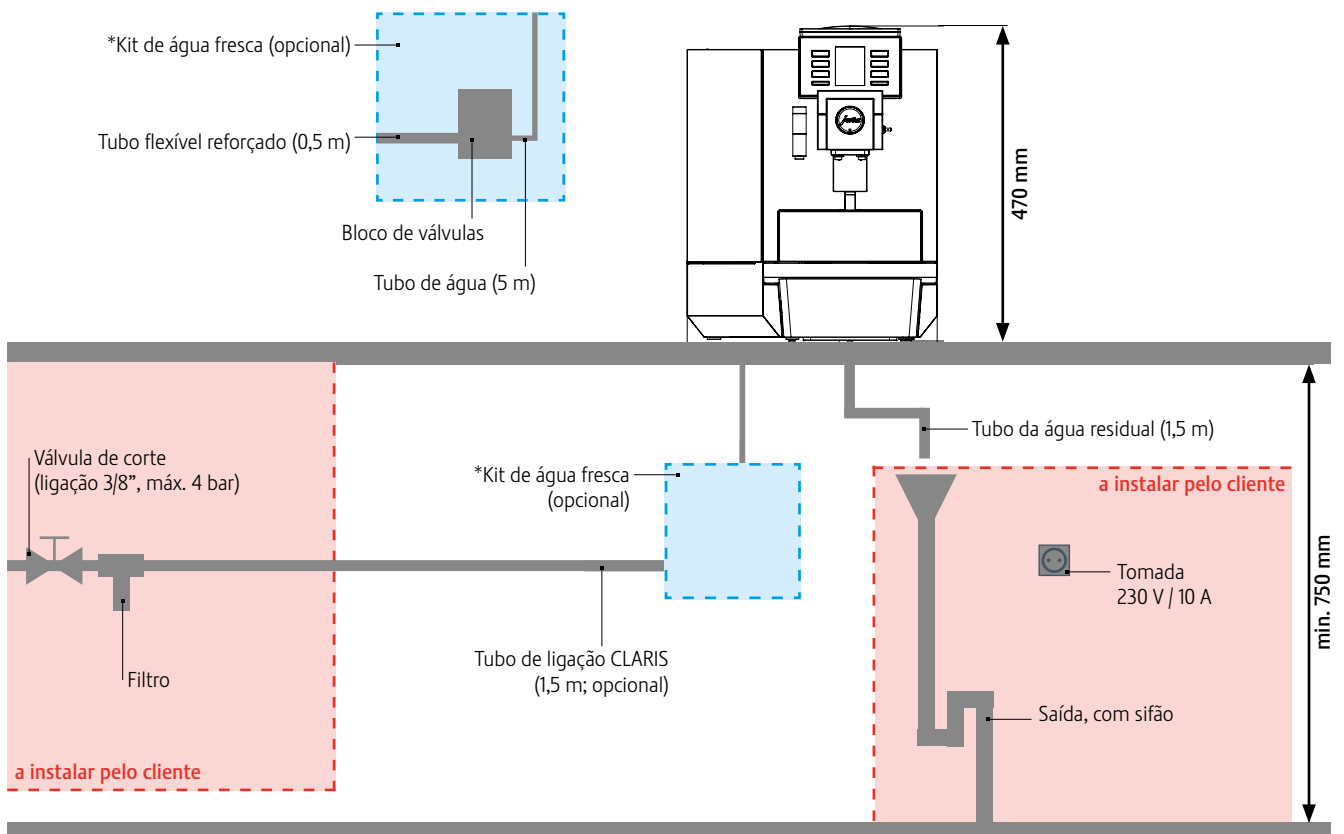 *Kit de água fresca (opcional)
Tubo flexível reforçado (0,5 m)
Bloco de válvulas
Tubo de água (5 m)
jura
470 mm
Válvula de corte
(ligação 3/8”, máx. 4 bar)
Filtro
a instalar pelo cliente
*Kit de água fresca
(opcional)
Tubo de ligação CLARIS
(1,5 m; opcional)
Tubo da água residual (1,5 m)
a instalar pelo cliente
Tomada
230 V / 10 A
Saída, com sifão
min. 750 mm